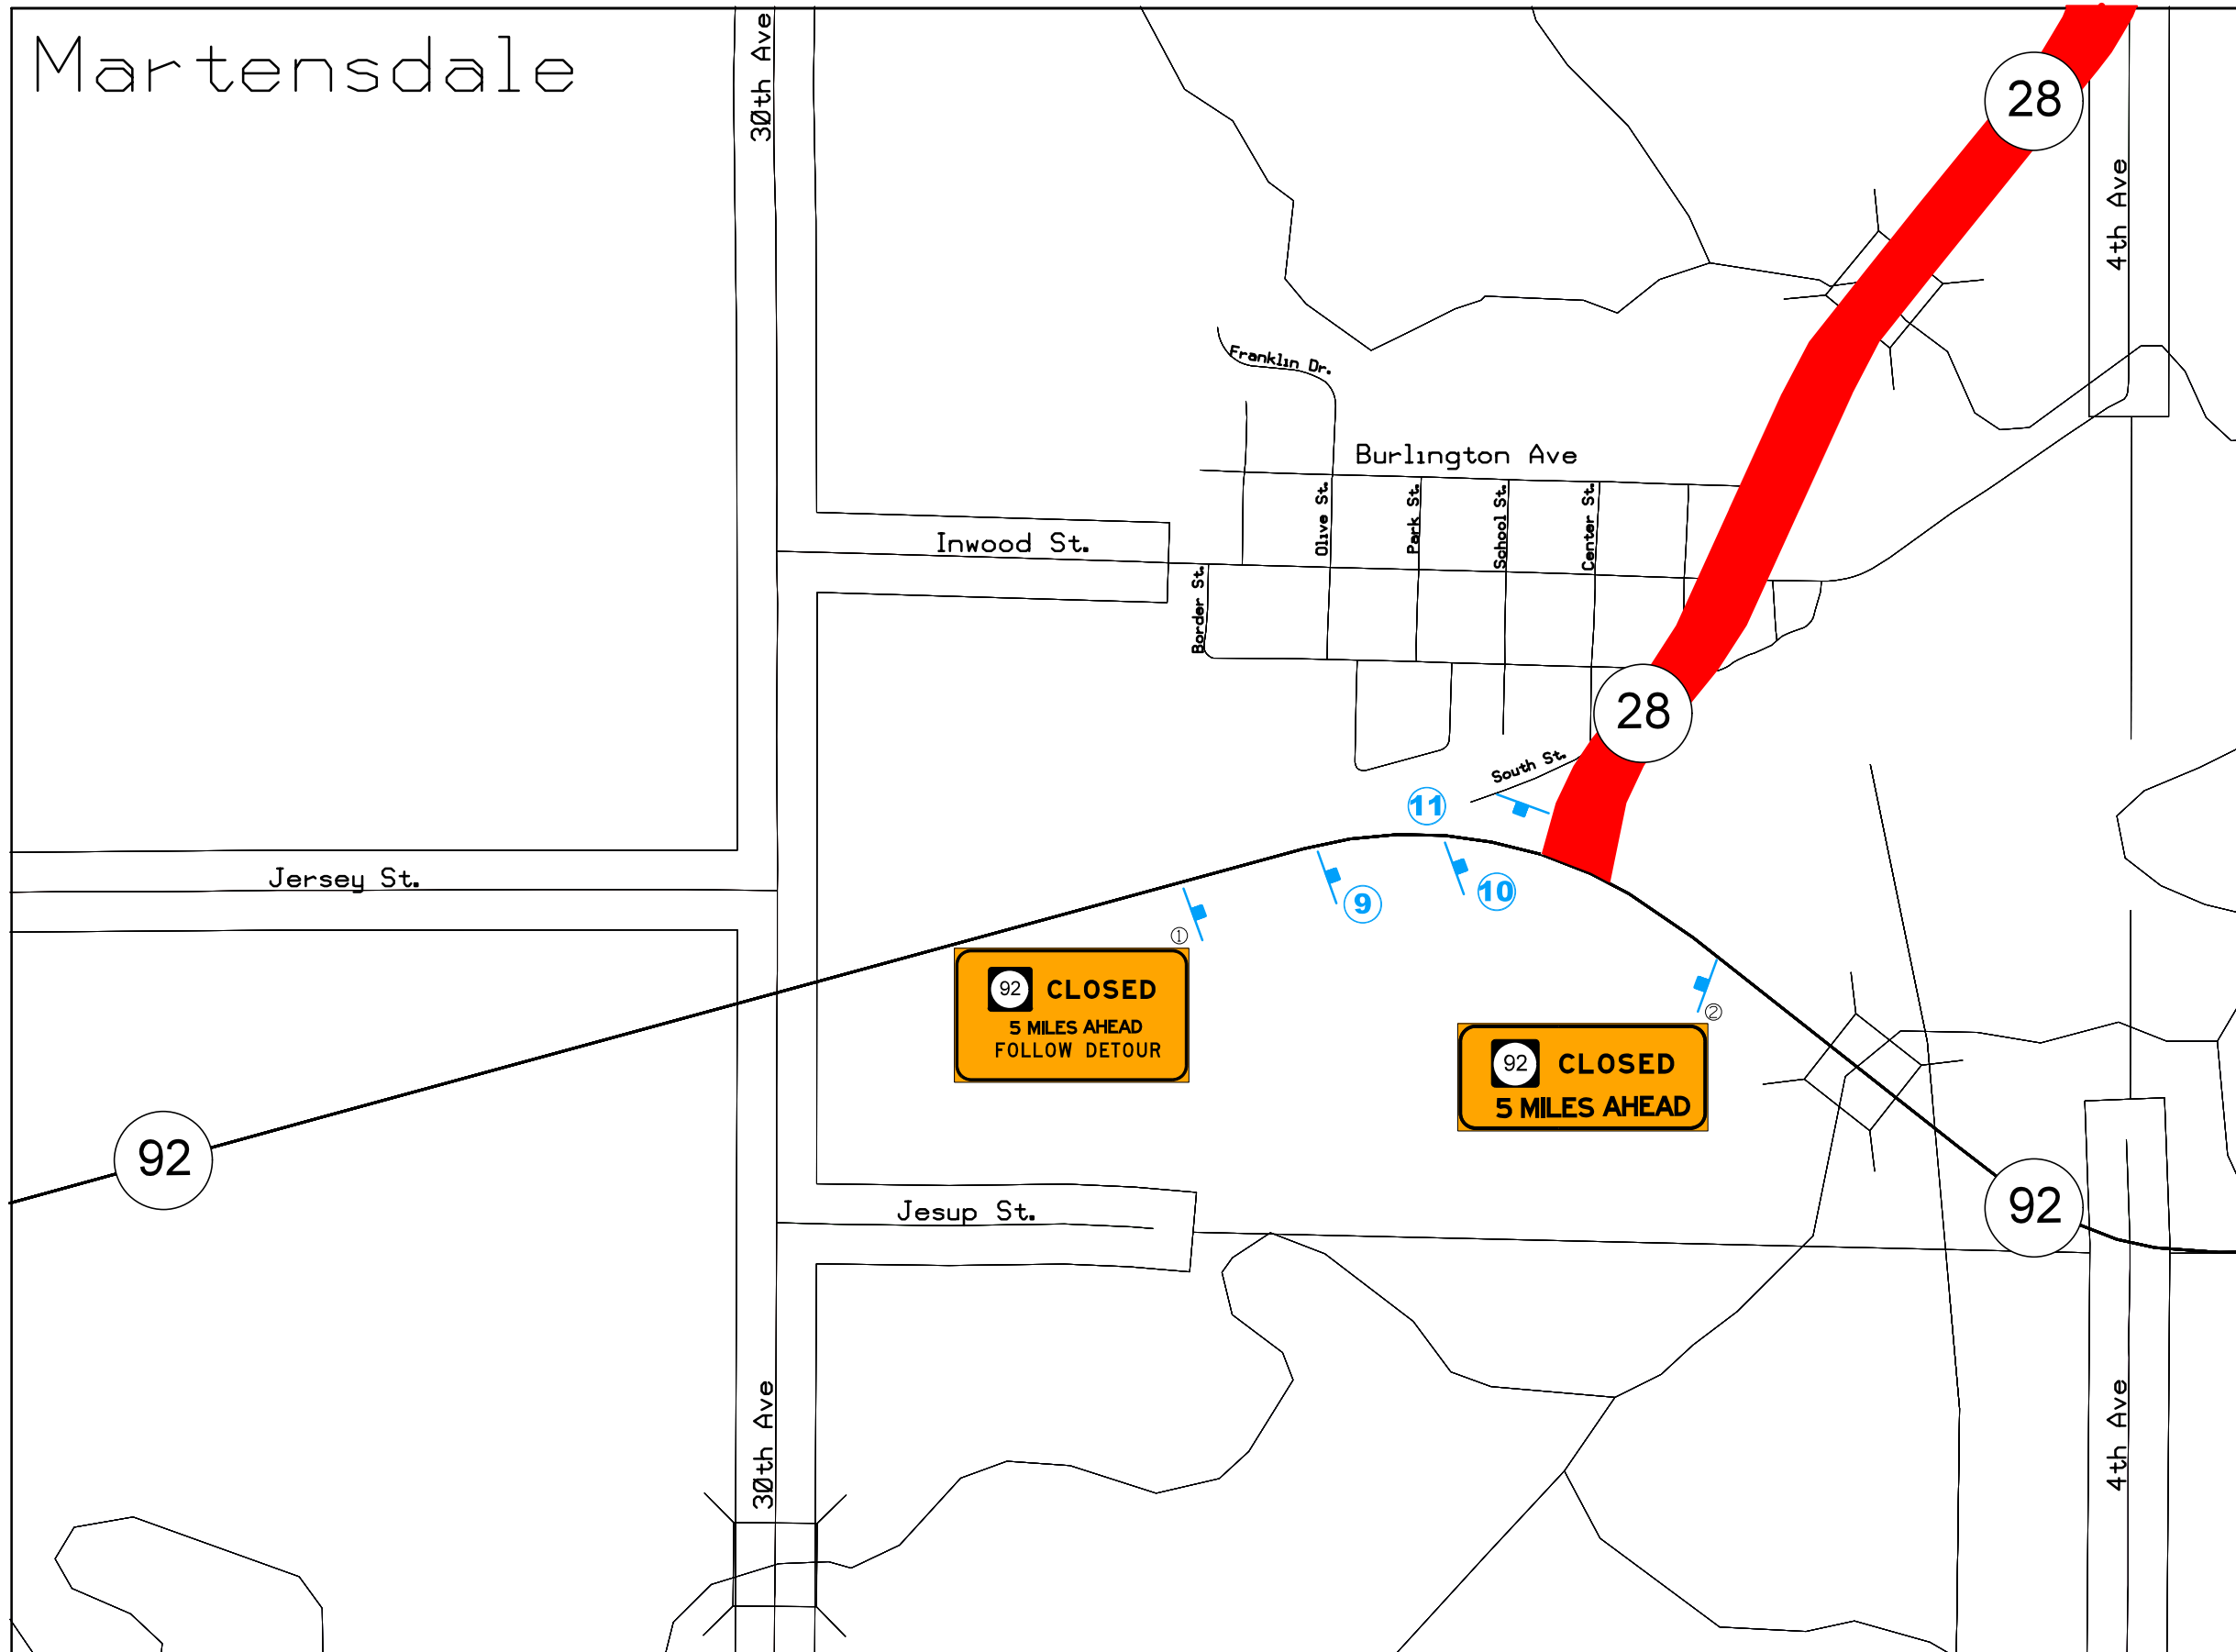 Martensdale
30th Ave
28
4th Ave
Franklin Dr.
Burlington Ave
Olive St.
Park St.
School St.
Center St.
Inwood St.
Border St.
28
South St.
11
Jersey St.
9
10
1
92 CLOSED
5 MILES AHEAD
FOLLOW DETOUR
2
92 CLOSED
5 MILES AHEAD
92
Jesup St.
92
30th Ave
4th Ave